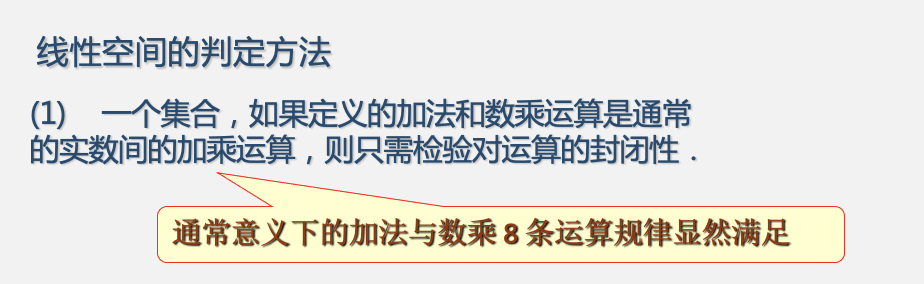 线性空间的判定方法
(1) 一个集合，如果定义的加法和数乘运算是通常
的实数间的加乘运算，则只需检验对运算的封闭性．
通常意义下的加法与数乘 8 条运算规律显然满足